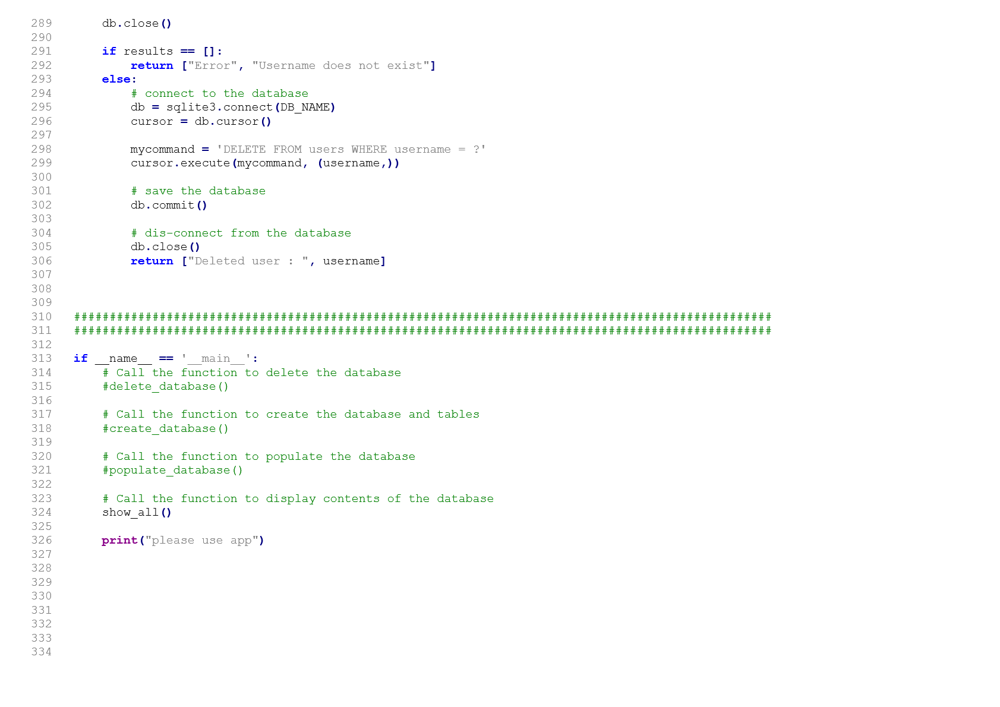 289 db.close()
290
291 if results == []:
292 return ["Error", "Username does not exist"]
293 else:
294 # connect to the database
295 db = sqlite3.connect(DB_NAME)
296 cursor = db.cursor()
297
298 mycommand = 'DELETE FROM users WHERE username = ?'
299 cursor.execute(mycommand, (username,))
300
301 # save the database
302 db.commit()
303
304 # dis-connect from the database
305 db.close()
306 return ["Deleted user : ", username]
307
308
309
310 ##################################################################################################
311 ##################################################################################################
312
313 if __name__ == '__main__':
314 # Call the function to delete the database
315 #delete_database()
316
317 # Call the function to create the database and tables
318 #create_database()
319
320 # Call the function to populate the database
321 #populate_database()
322
323 # Call the function to display contents of the database
324 show_all()
325
326 print("please use app")
327
328
329
330
331
332
333
334